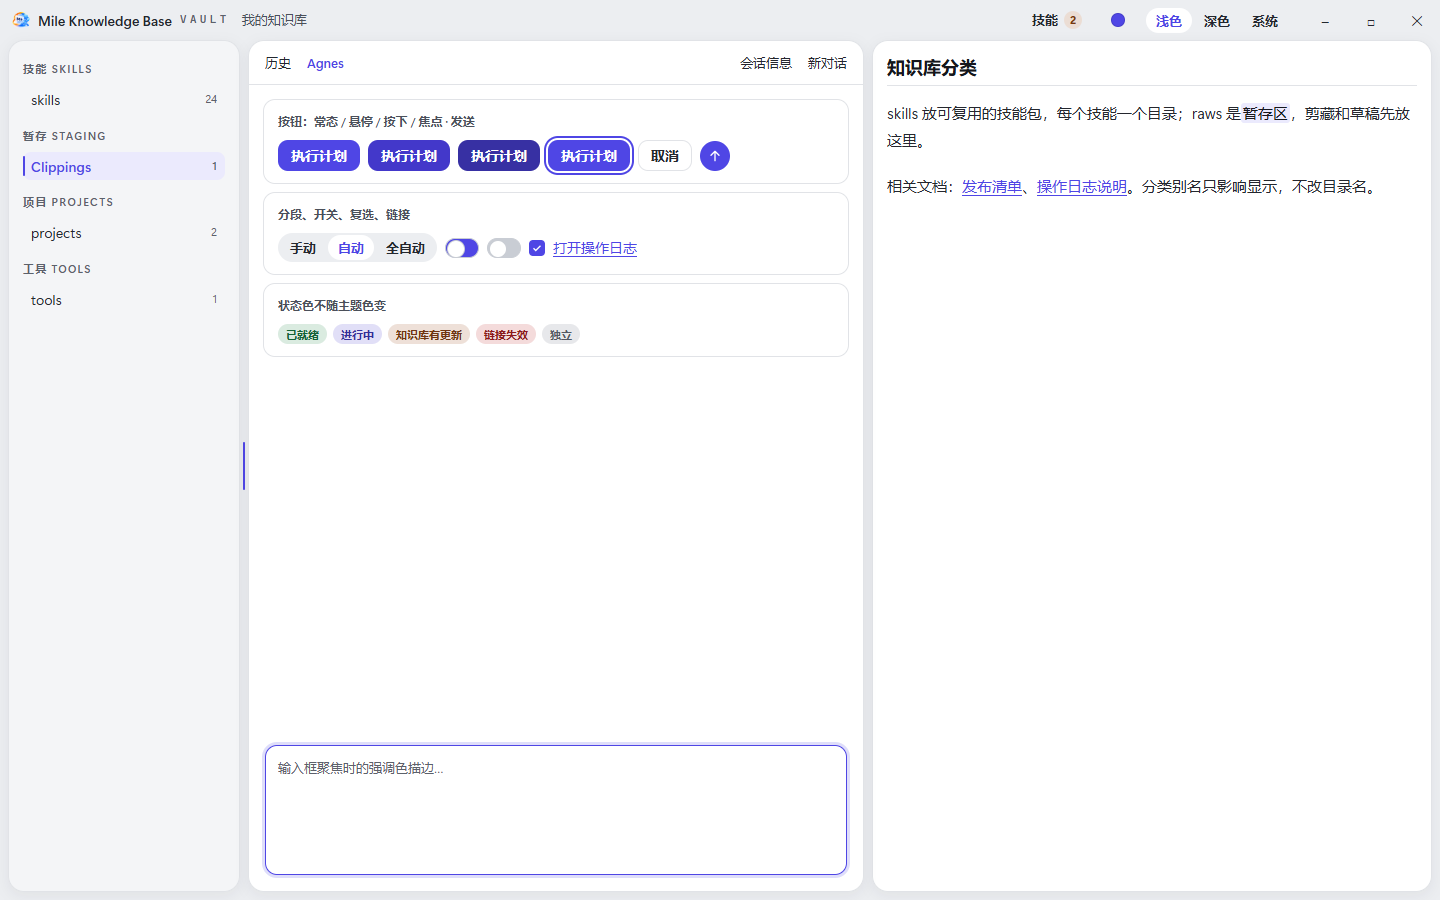 Mile Knowledge Base VAULT 我的知识库
技能 2 浅色 深色 系统
技能 SKILLS
skills 24
暂存 STAGING
Clippings 1
项目 PROJECTS
projects 2
工具 TOOLS
tools 1
历史 Agnes 会话信息 新对话
按钮：常态 / 悬停 / 按下 / 焦点 · 发送
执行计划 执行计划 执行计划 执行计划 取消
分段、开关、复选、链接
手动 自动 全自动 打开操作日志
状态色不随主题色变
已就绪 进行中 知识库有更新 链接失效 独立
输入框聚焦时的强调色描边...
知识库分类
skills 放可复用的技能包，每个技能一个目录；raws 是暂存区，剪藏和草稿先放
这里。
相关文档：发布清单、操作日志说明。分类别名只影响显示，不改目录名。